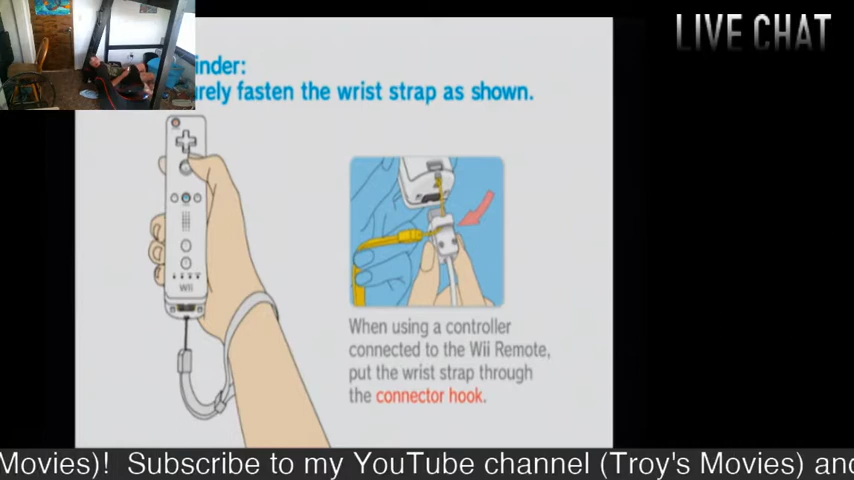 LIVE CHAT
inder:
rely fasten the wrist strap as shown.
Wii
When using a controller
connected to the Wii Remote,
put the wrist strap through
the connector hook.
Movies)! Subscribe to my YouTube channel (Troy's Movies) and